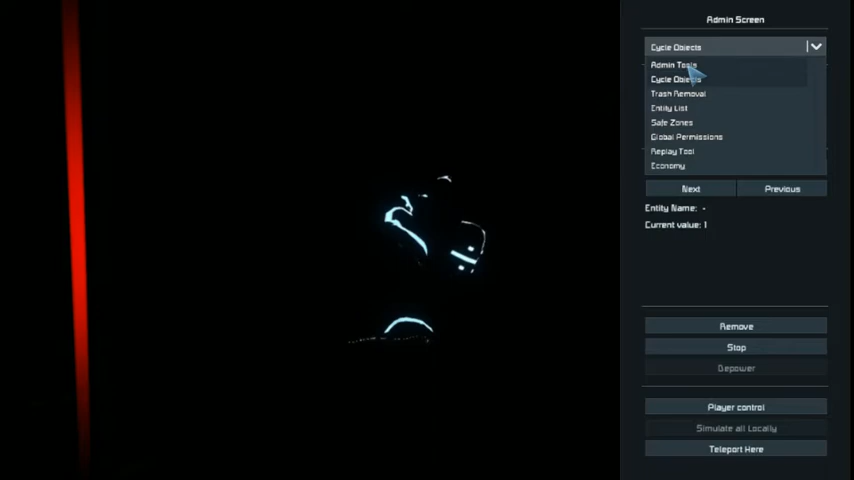 Admin Screen
Cycle Objects
Admin Tools
Cycle Objects
Trash Removal
Entity List
Safe Zones
Global Permissions
Replay Tool
Economy
Next
Previous
Entity Name: -
Current value: 1
Remove
Stop
Depower
Player control
Simulate all Locally
Teleport Here